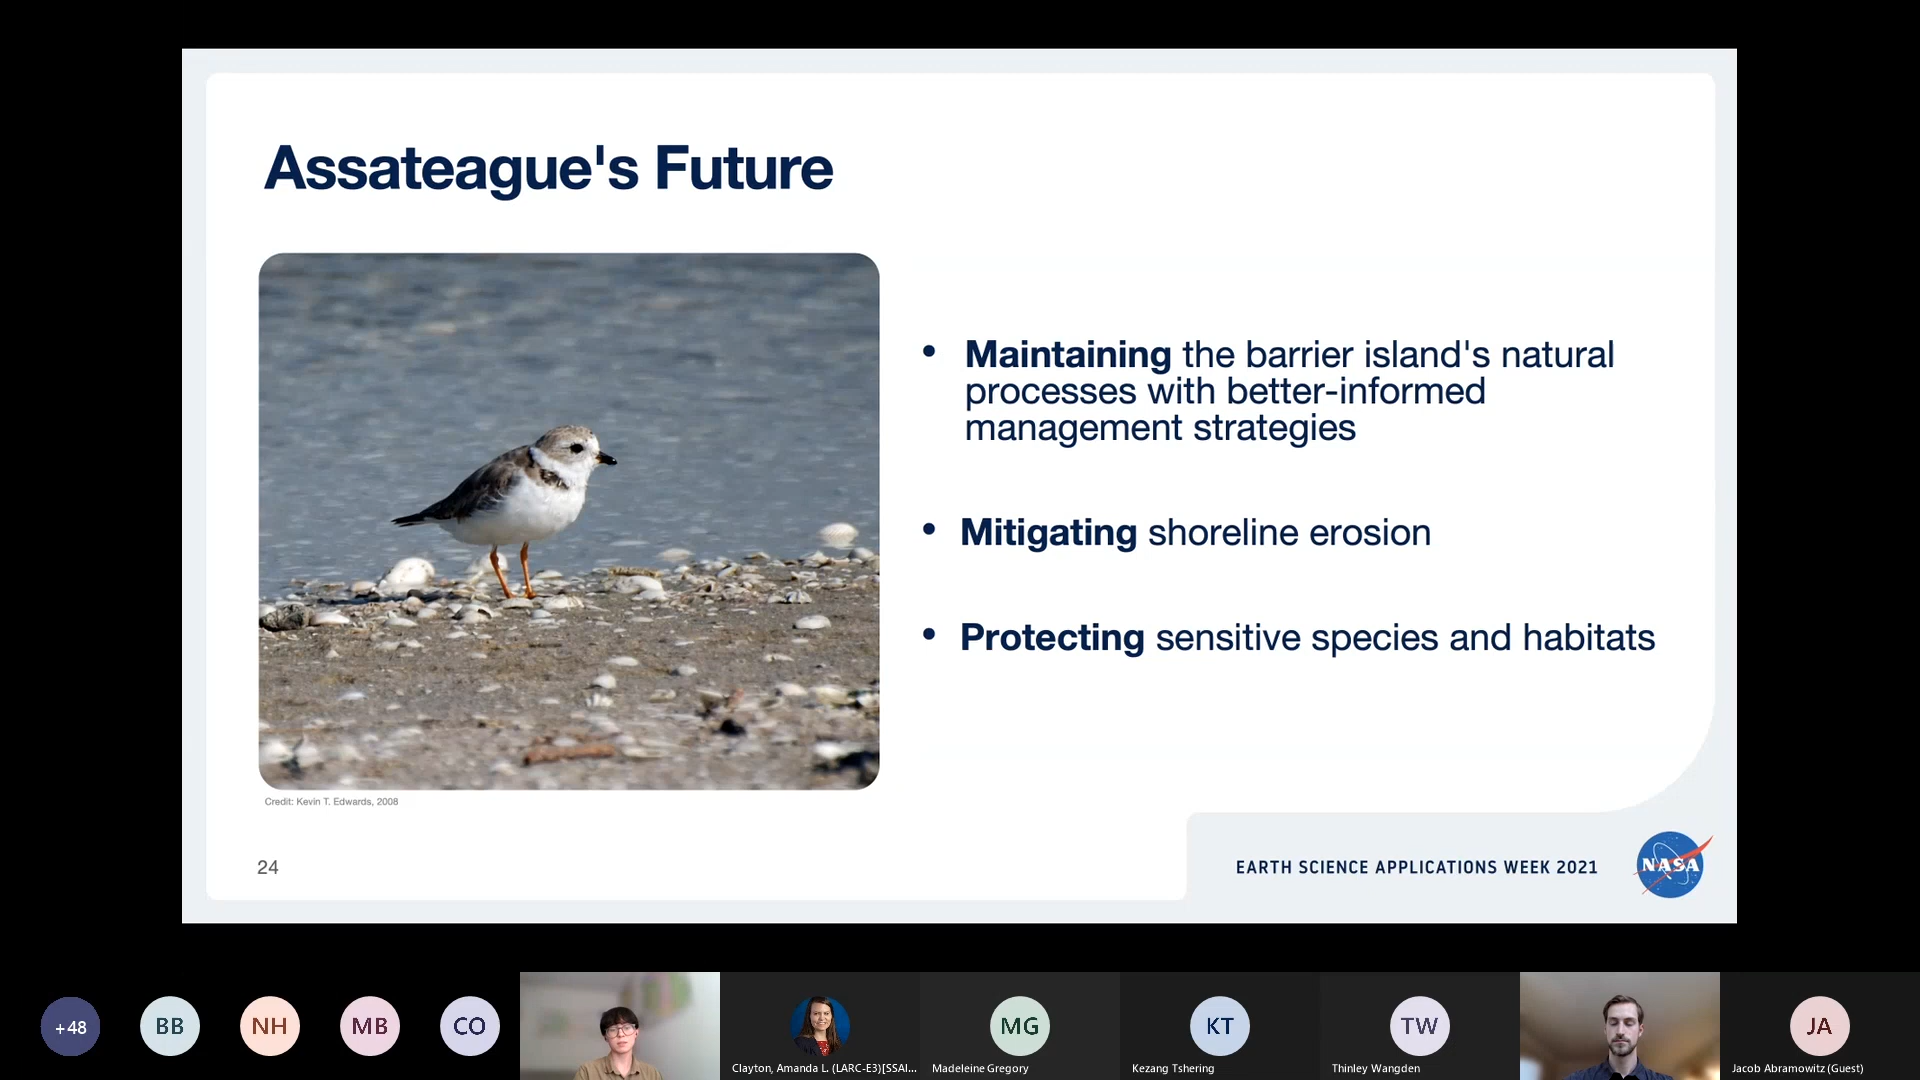 Assateague's Future
• Maintaining the barrier island's natural
processes with better-informed
management strategies
• Mitigating shoreline erosion
• Protecting sensitive species and habitats
Credit: Kevin T. Edwards, 2008
24
EARTH SCIENCE APPLICATIONS WEEK 2021
NASA
+48
BB
NH
MB
CO
MG
KT
TW
JA
Clayton, Amanda L. (LARC-E3)[SSAI...
Madeleine Gregory
Kezang Tshering
Thinley Wangden
Jacob Abramowitz (Guest)